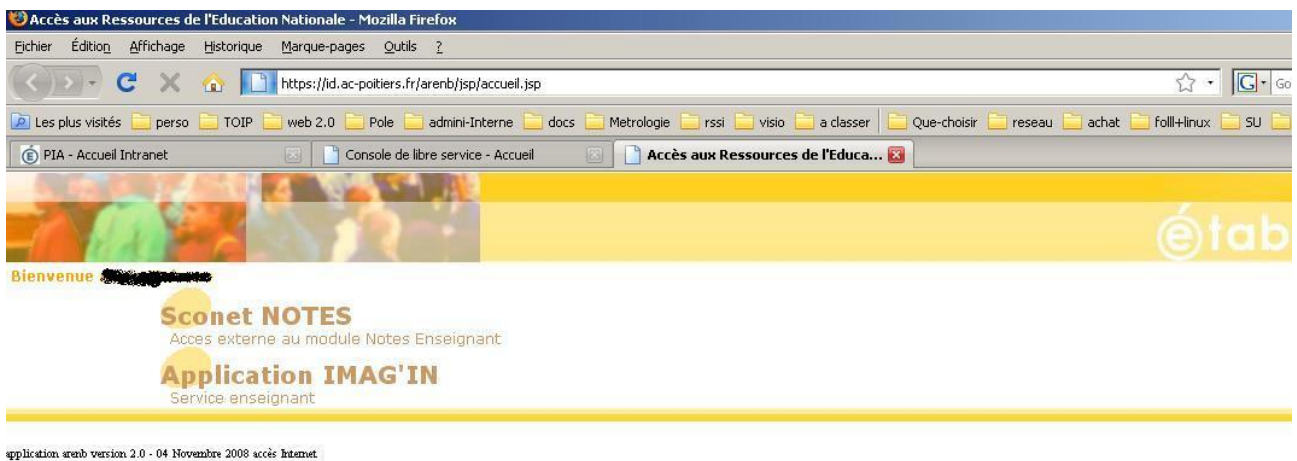 Accès aux Ressources de l'Education Nationale - Mozilla Firefox
Fichier Édition Affichage Historique Marque-pages Outils ?
https://id.ac-poitiers.fr/arenb/jsp/accueil.jsp G Go
Les plus visités perso TOIP web 2.0 Pole admini-Interne docs Metrologie rssi visio a classer Que-choisir reseau achat folll+linux SU
PIA - Accueil Intranet Console de libre service - Accueil Accès aux Ressources de l'Educa...
étab
Bienvenue
Sconet NOTES
Acces externe au module Notes Enseignant
Application IMAG'IN
Service enseignant
application arenb version 2.0 - 04 Novembre 2008 accès Internet